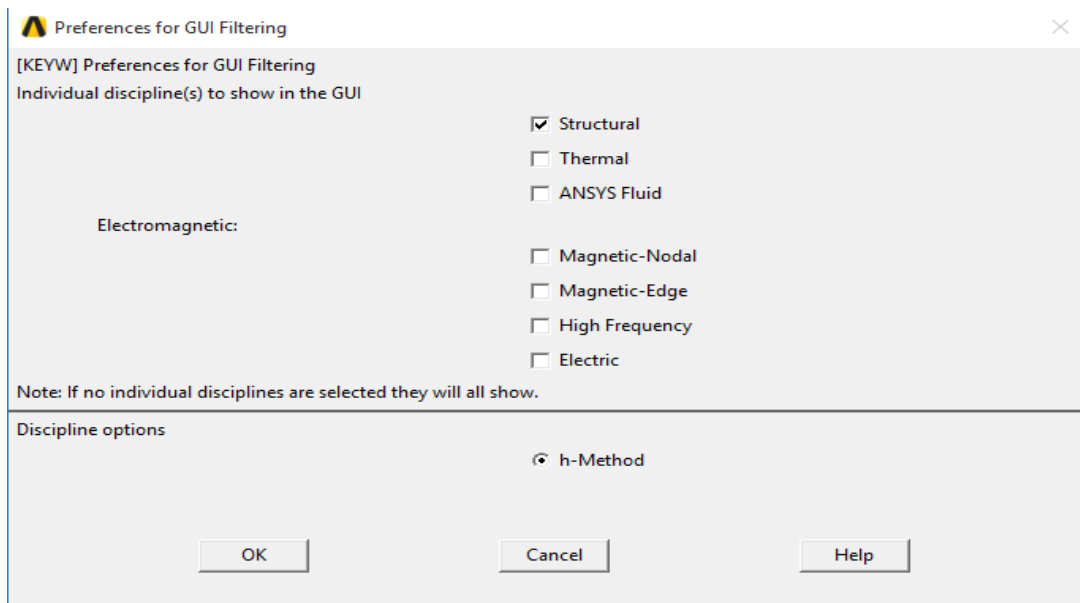 Preferences for GUI Filtering
[KEYW] Preferences for GUI Filtering
Individual discipline(s) to show in the GUI
Structural
Thermal
ANSYS Fluid
Electromagnetic:
Magnetic-Nodal
Magnetic-Edge
High Frequency
Electric
Note: If no individual disciplines are selected they will all show.
Discipline options
h-Method
OK Cancel Help